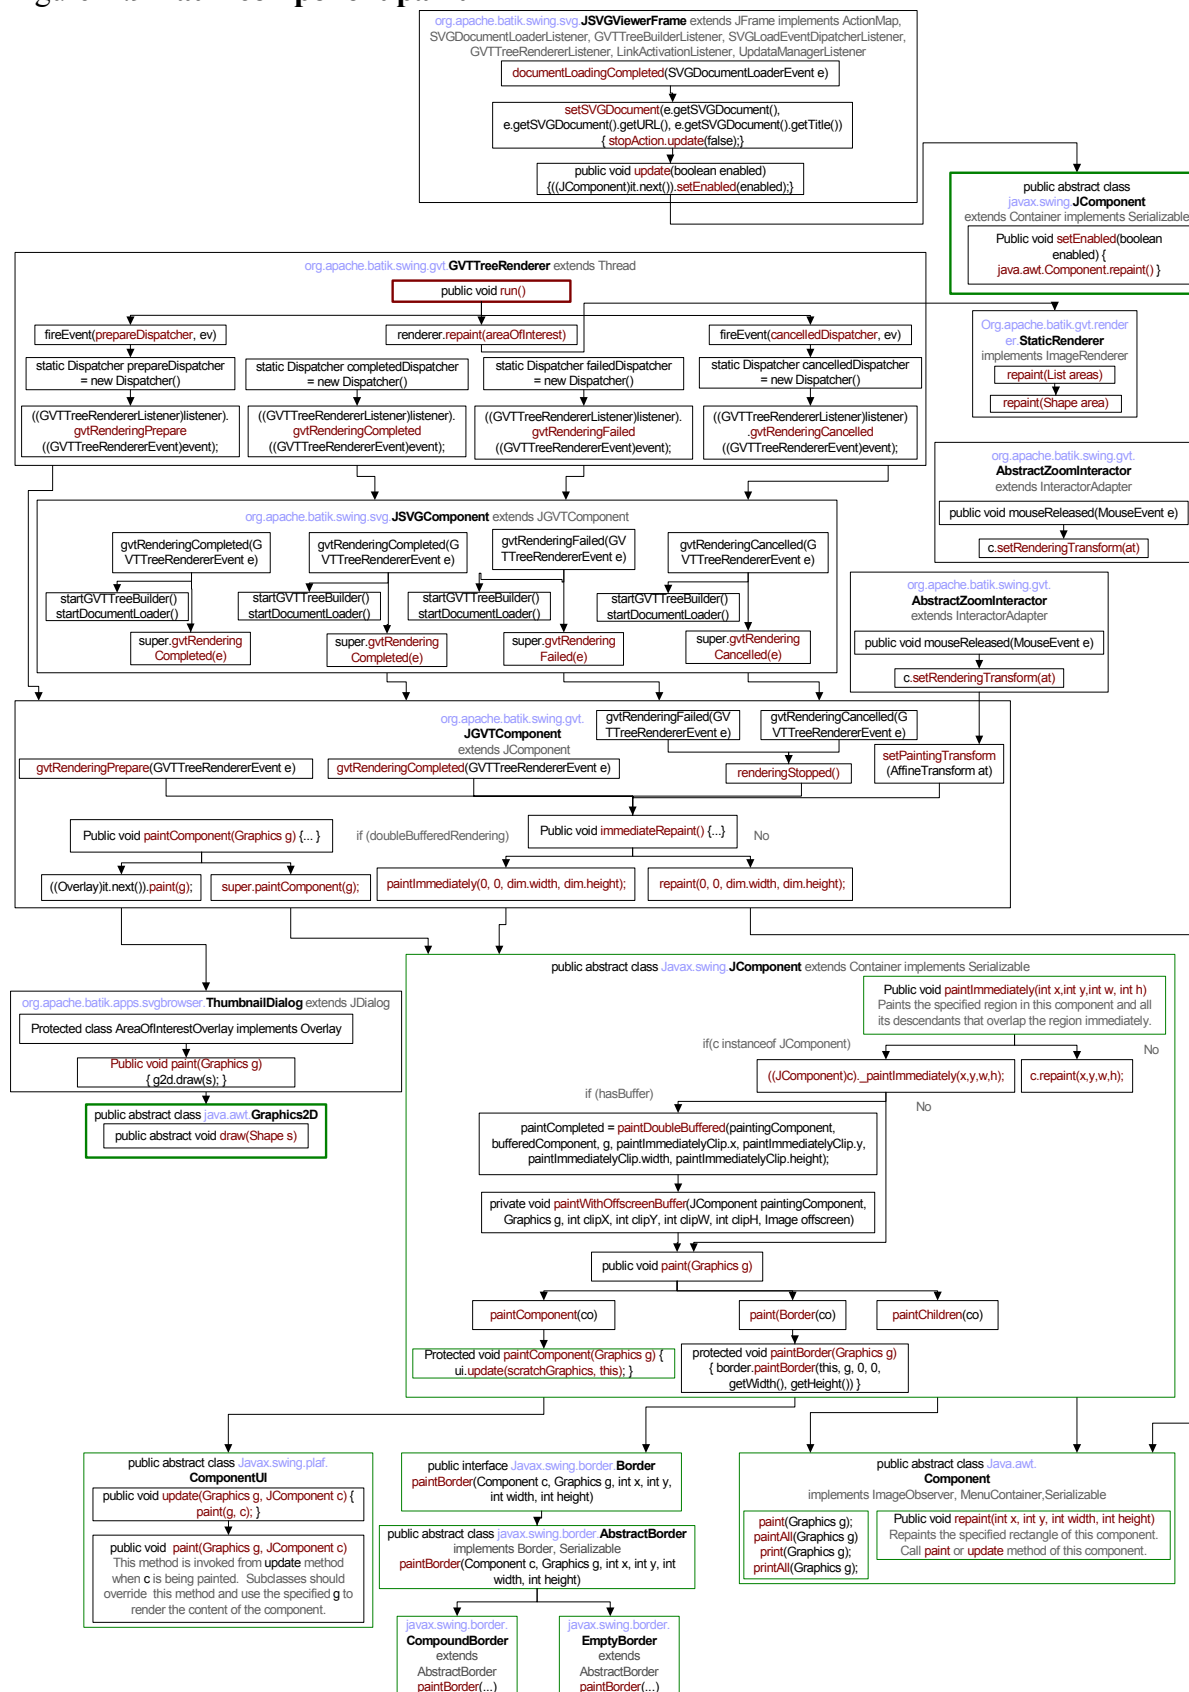 org.apache.batik.swing.svg.JSVGViewerFrame extends JFrame implements ActionMap,
SVGDocumentLoaderListener, GVTTreeBuilderListener, SVGLoadEventDipatcherListener,
GVTTreeRendererListener, LinkActivationListener, UpdataManagerListener
documentLoadingCompleted(SVGDocumentLoaderEvent e)
setSVGDocument(e.getSVGDocument(),
e.getSVGDocument().getURL(), e.getSVGDocument().getTitle())
{ stopAction.update(false);}
public void update(boolean enabled)
{((JComponent)it.next()).setEnabled(enabled);}
public abstract class
javax.swing.JComponent
extends Container implements Serializable
Public void setEnabled(boolean
enabled) {
java.awt.Component.repaint() }
org.apache.batik.swing.gvt.GVTTreeRenderer extends Thread
public void run()
fireEvent(prepareDispatcher, ev)
renderer.repaint(areaOfInterest)
fireEvent(cancelledDispatcher, ev)
static Dispatcher prepareDispatcher
= new Dispatcher()
static Dispatcher completedDispatcher
= new Dispatcher()
static Dispatcher failedDispatcher
= new Dispatcher()
static Dispatcher cancelledDispatcher
= new Dispatcher()
((GVTTreeRendererListener)listener).
gvtRenderingPrepare
((GVTTreeRendererEvent)event);
((GVTTreeRendererListener)listener).
gvtRenderingCompleted
((GVTTreeRendererEvent)event);
((GVTTreeRendererListener)listener).
gvtRenderingFailed
((GVTTreeRendererEvent)event);
((GVTTreeRendererListener)listener)
.gvtRenderingCancelled
((GVTTreeRendererEvent)event);
Org.apache.batik.gvt.render
er.StaticRenderer
implements ImageRenderer
repaint(List areas)
repaint(Shape area)
org.apache.batik.swing.gvt.
AbstractZoomInteractor
extends InteractorAdapter
public void mouseReleased(MouseEvent e)
c.setRenderingTransform(at)
org.apache.batik.swing.svg.JSVGComponent extends JGVTComponent
gvtRenderingCompleted(G
VTTreeRendererEvent e)
gvtRenderingCompleted(G
VTTreeRendererEvent e)
gvtRenderingFailed(GV
TTreeRendererEvent e)
gvtRenderingCancelled(G
VTTreeRendererEvent e)
startGVTTreeBuilder()
startDocumentLoader()
startGVTTreeBuilder()
startDocumentLoader()
startGVTTreeBuilder()
startDocumentLoader()
startGVTTreeBuilder()
startDocumentLoader()
super.gvtRendering
Completed(e)
super.gvtRendering
Completed(e)
super.gvtRendering
Failed(e)
super.gvtRendering
Cancelled(e)
org.apache.batik.swing.gvt.
AbstractZoomInteractor
extends InteractorAdapter
public void mouseReleased(MouseEvent e)
c.setRenderingTransform(at)
org.apache.batik.swing.gvt.
JGVTComponent
extends JComponent
gvtRenderingFailed(GV
TTreeRendererEvent e)
gvtRenderingCancelled(G
VTTreeRendererEvent e)
gvtRenderingPrepare(GVTTreeRendererEvent e)
gvtRenderingCompleted(GVTTreeRendererEvent e)
renderingStopped()
setPaintingTransform
(AffineTransform at)
Public void paintComponent(Graphics g) {... }
if (doubleBufferedRendering)
Public void immediateRepaint() {...}
No
((Overlay)it.next()).paint(g);
super.paintComponent(g);
paintImmediately(0, 0, dim.width, dim.height);
repaint(0, 0, dim.width, dim.height);
public abstract class Javax.swing.JComponent extends Container implements Serializable
Public void paintImmediately(int x,int y,int w, int h)
Paints the specified region in this component and all
its descendants that overlap the region immediately.
if(c instanceof JComponent)
No
((JComponent)c)._paintImmediately(x,y,w,h);
c.repaint(x,y,w,h);
if (hasBuffer)
No
paintCompleted = paintDoubleBuffered(paintingComponent,
bufferedComponent, g, paintImmediatelyClip.x, paintImmediatelyClip.y,
paintImmediatelyClip.width, paintImmediatelyClip.height);
private void paintWithOffscreenBuffer(JComponent paintingComponent,
Graphics g, int clipX, int clipY, int clipW, int clipH, Image offscreen)
public void paint(Graphics g)
paintComponent(co)
paint(Border(co)
paintChildren(co)
Protected void paintComponent(Graphics g) {
ui.update(scratchGraphics, this); }
protected void paintBorder(Graphics g)
{ border.paintBorder(this, g, 0, 0,
getWidth(), getHeight()) }
org.apache.batik.apps.svgbrowser.ThumbnailDialog extends JDialog
Protected class AreaOfInterestOverlay implements Overlay
Public void paint(Graphics g)
{ g2d.draw(s); }
public abstract class java.awt.Graphics2D
public abstract void draw(Shape s)
public abstract class Javax.swing.plaf.
ComponentUI
public void update(Graphics g, JComponent c) {
paint(g, c); }
public void paint(Graphics g, JComponent c)
This method is invoked from update method
when c is being painted. Subclasses should
override this method and use the specified g to
render the content of the component.
public interface Javax.swing.border.Border
paintBorder(Component c, Graphics g, int x, int y,
int width, int height)
public abstract class javax.swing.border.AbstractBorder
implements Border, Serializable
paintBorder(Component c, Graphics g, int x, int y, int
width, int height)
javax.swing.border.
CompoundBorder
extends
AbstractBorder
paintBorder(...)
javax.swing.border.
EmptyBorder
extends
AbstractBorder
paintBorder(...)
public abstract class Java.awt.
Component
implements ImageObserver, MenuContainer,Serializable
paint(Graphics g);
paintAll(Graphics g)
print(Graphics g);
printAll(Graphics g);
Public void repaint(int x, int y, int width, int height)
Repaints the specified rectangle of this component.
Call paint or update method of this component.